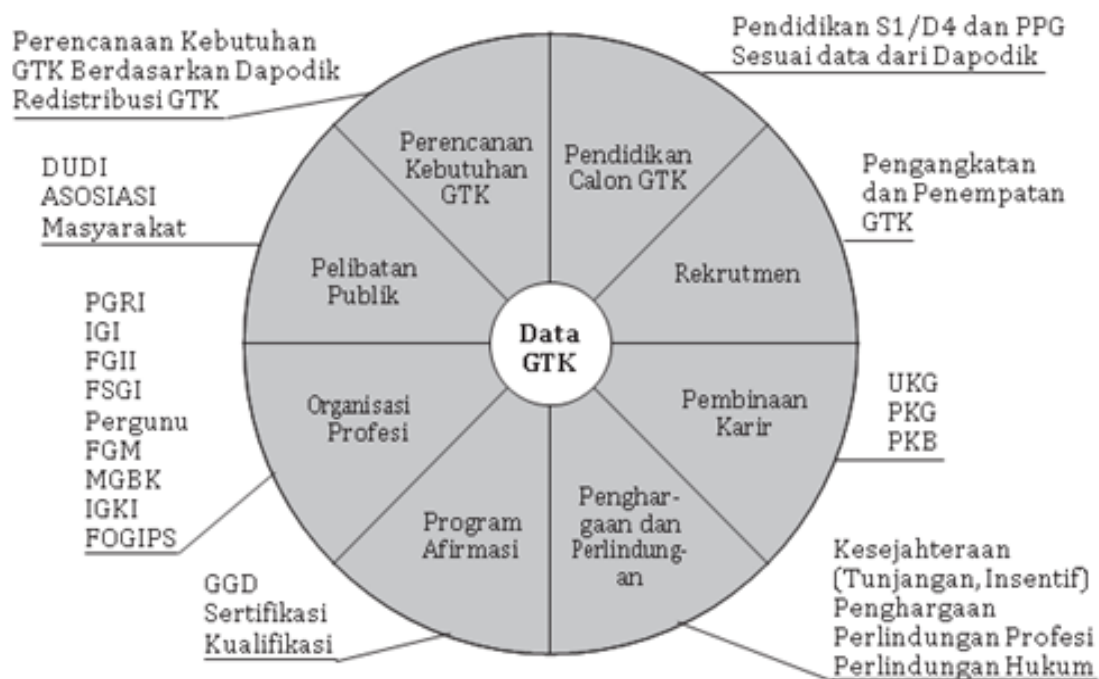 Perencanaan Kebutuhan
GTK Berdasarkan Dapodik
Redistribusi GTK
Pendidikan S1/D4 dan PPG
Sesuai data dari Dapodik
Perencanan
Kebutuhan
GTK
Pendidikan
Calon GTK
DUDI
ASOSIASI
Masyarakat
Pengangkatan
dan Penempatan
GTK
Pelibatan
Publik
Rekrutmen
Data
GTK
PGRI
IGI
FGII
FSGI
Pergunu
FGM
MGBK
IGKI
FOGIPS
Organisasi
Profesi
Pembinaan
Karir
UKG
PKG
PKB
Program
Afirmasi
Penghar-
gaan dan
Perlindung-
an
GGD
Sertifikasi
Kualifikasi
Kesejahteraan
(Tunjangan, Insentif)
Penghargaan
Perlindungan Profesi
Perlindungan Hukum